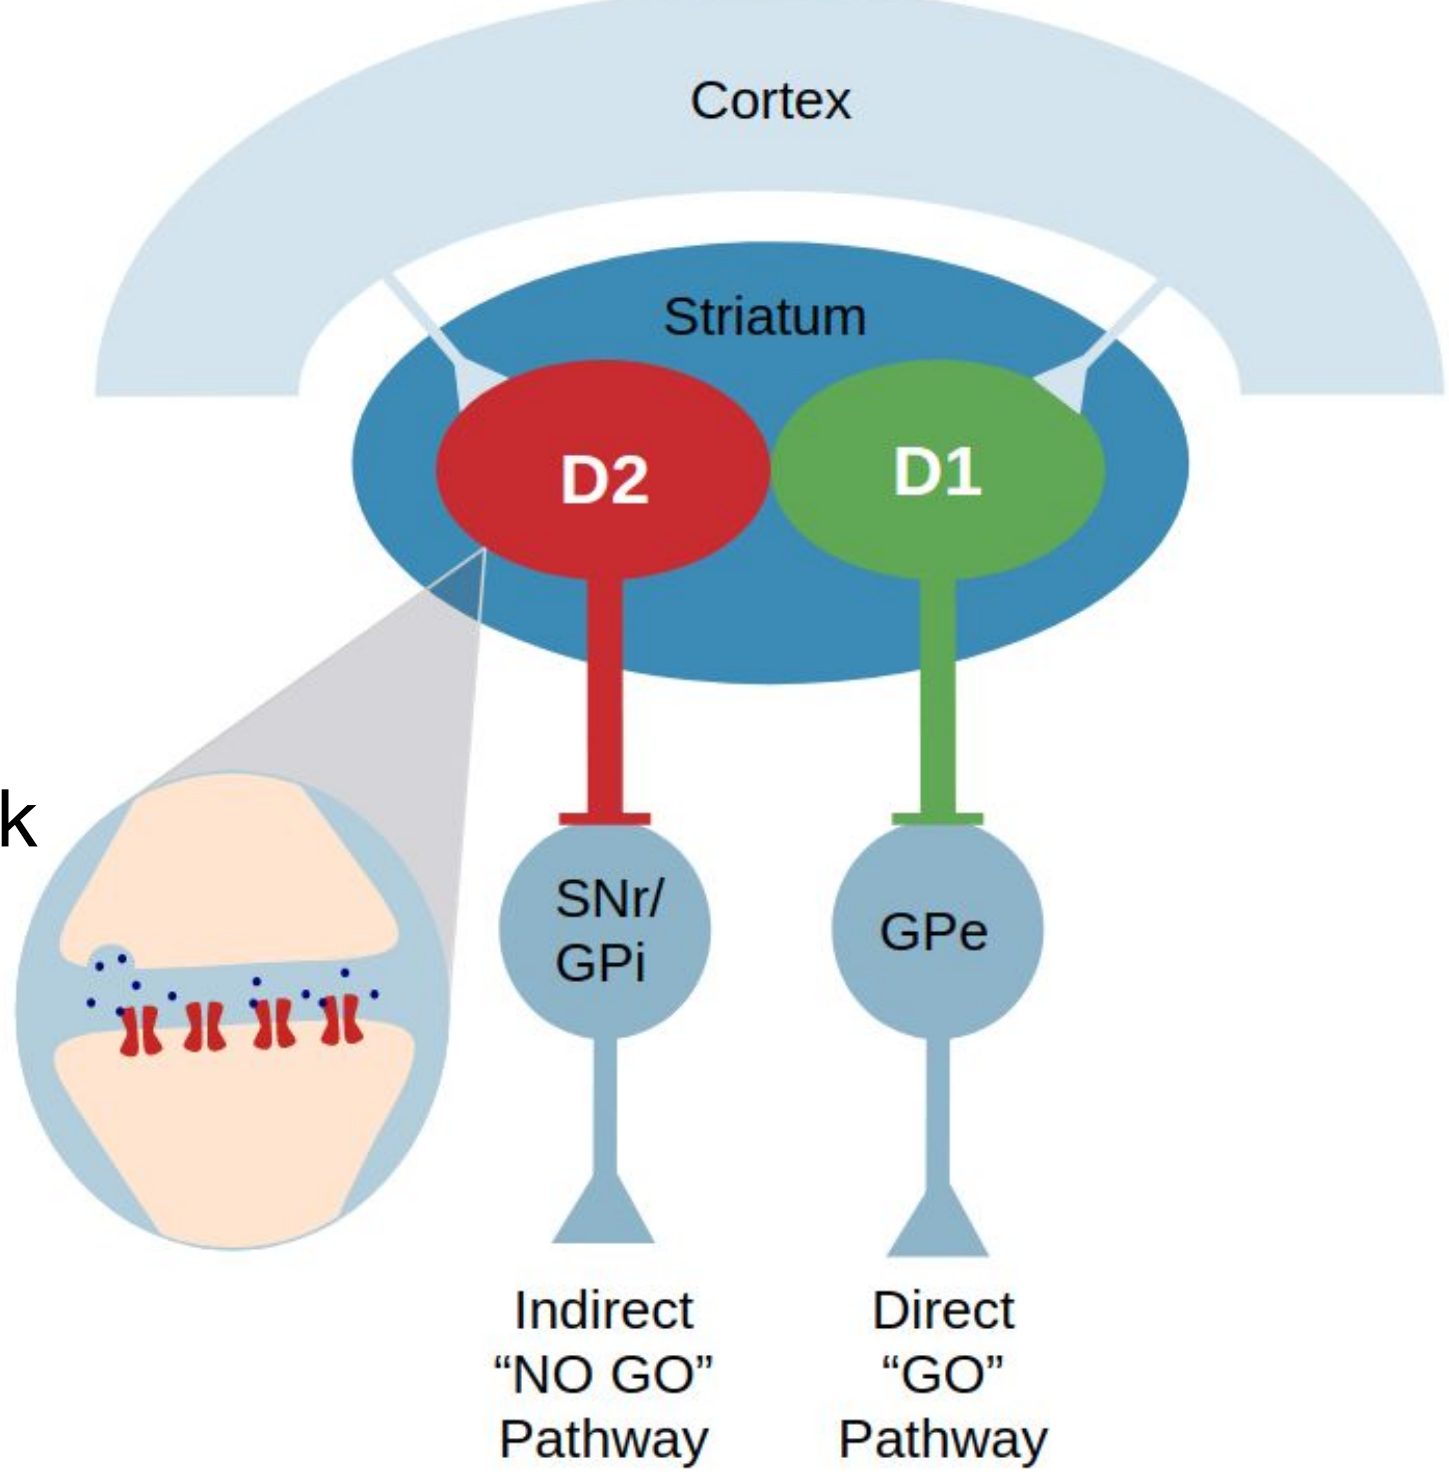 Cortex
Striatum
D2
D1
k
SNr/
GPi
GPe
Indirect
“NO GO”
Pathway
Direct
“GO”
Pathway